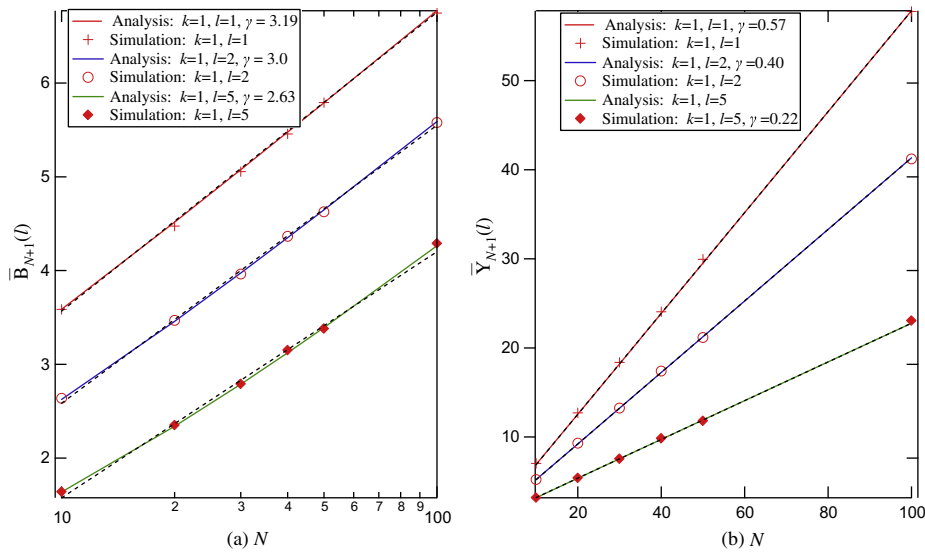 Analysis: k=1, l=1, γ = 3.19
Simulation: k=1, l=1
Analysis: k=1, l=2, γ = 3.0
Simulation: k=1, l=2
Analysis: k=1, l=5, γ = 2.63
Simulation: k=1, l=5
6
5
4
3
2
B̅_{N+1}(l)
10
2
3
4
5
6
7
8
9
100
(a) N
Analysis: k=1, l=1, γ=0.57
Simulation: k=1, l=1
Analysis: k=1, l=2, γ=0.40
Simulation: k=1, l=2
Analysis: k=1, l=5
Simulation: k=1, l=5, γ=0.22
50
40
30
20
10
Y̅_{N+1}(l)
20
40
60
80
100
(b) N